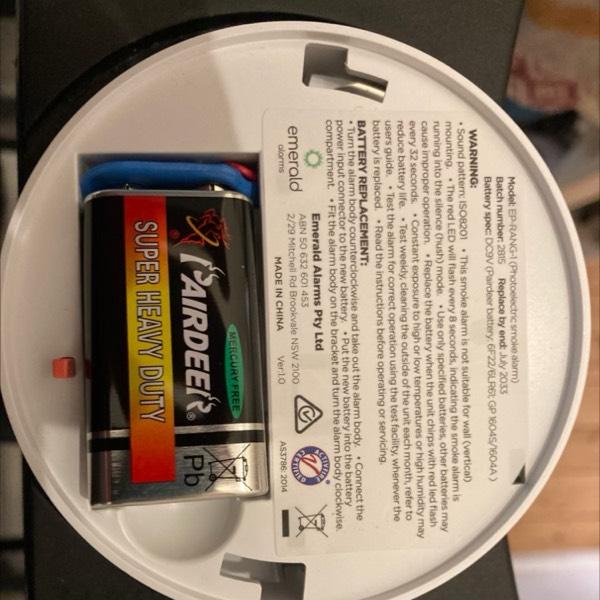 Model: EP-RANG-1 (Photoelectric smoke alarm)
Batch number: 2815 Replace by end: July 2033
Battery spec: DC9V (Pairdeer battery: 6F22/6LR61; GP 1604S/1604A)
WARNING:
• Sound pattern: ISO8201 • This smoke alarm is not suitable for wall (vertical)
mounting. • The red LED will flash every 8 seconds, indicating the smoke alarm is
running into the silence (hush) mode. • Use only specified batteries, other batteries may
cause improper operation. • Replace the battery when the unit chirps with red led flash
every 32 seconds. • Constant exposure to high or low temperatures or high humidity may
reduce battery life. • Test weekly, cleaning the outside of the unit each month, refer to
users guide. • Test the alarm for correct operation using the test facility, whenever the
battery is replaced. • Read the instructions before operating or servicing.
BATTERY REPLACEMENT:
• Turn the alarm body counterclockwise and take out the alarm body. • Connect the
power input connector to the new battery. • Put the new battery into the battery
compartment. • Fit the alarm body on the bracket and turn the alarm body clockwise.
emerald
alarms
Emerald Alarms Pty Ltd
ABN 50 632 601 453
2/29 Mitchell Rd Brookvale NSW 2100
MADE IN CHINA Ver:1.0
ACTIVFIRE
CERTIFIED
AS3786: 2014
PAIRDEER®
MERCURY FREE
SUPER HEAVY DUTY
Pb